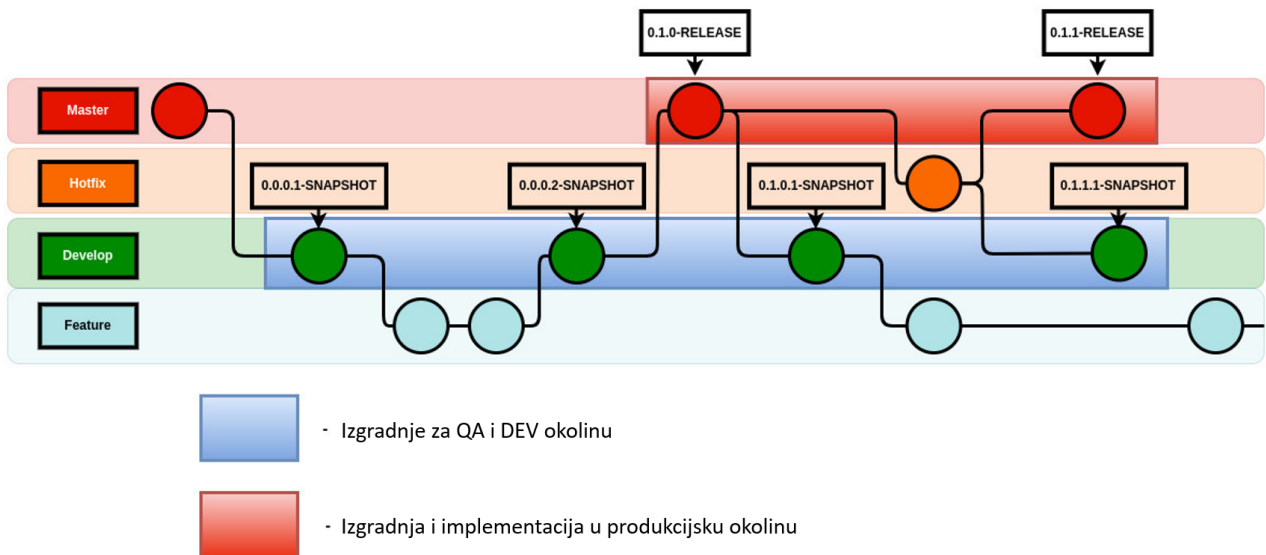 0.1.0-RELEASE
0.1.1-RELEASE
Master
Hotfix
0.0.0.1-SNAPSHOT
0.0.0.2-SNAPSHOT
0.1.0.1-SNAPSHOT
0.1.1.1-SNAPSHOT
Develop
Feature
- Izgradnje za QA i DEV okolinu
- Izgradnja i implementacija u produkcijsku okolinu